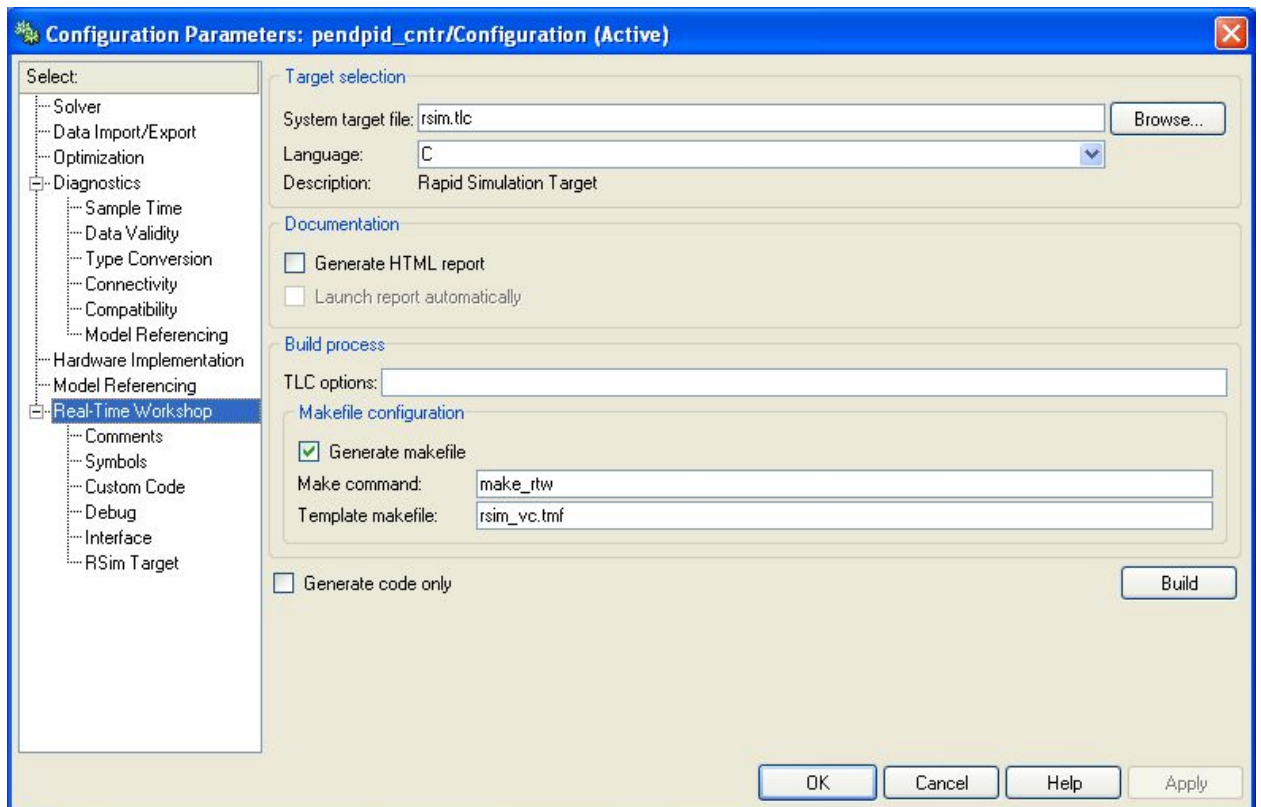 Configuration Parameters: pendpid_cntr/Configuration (Active)
Select:
Solver
Data Import/Export
Optimization
Diagnostics
Sample Time
Data Validity
Type Conversion
Connectivity
Compatibility
Model Referencing
Hardware Implementation
Model Referencing
Real-Time Workshop
Comments
Symbols
Custom Code
Debug
Interface
RSim Target
Target selection
System target file: rsim.tlc Browse...
Language: C
Description: Rapid Simulation Target
Documentation
Generate HTML report
Launch report automatically
Build process
TLC options:
Makefile configuration
Generate makefile
Make command: make_rtw
Template makefile: rsim_vc.tmf
Generate code only Build
OK Cancel Help Apply